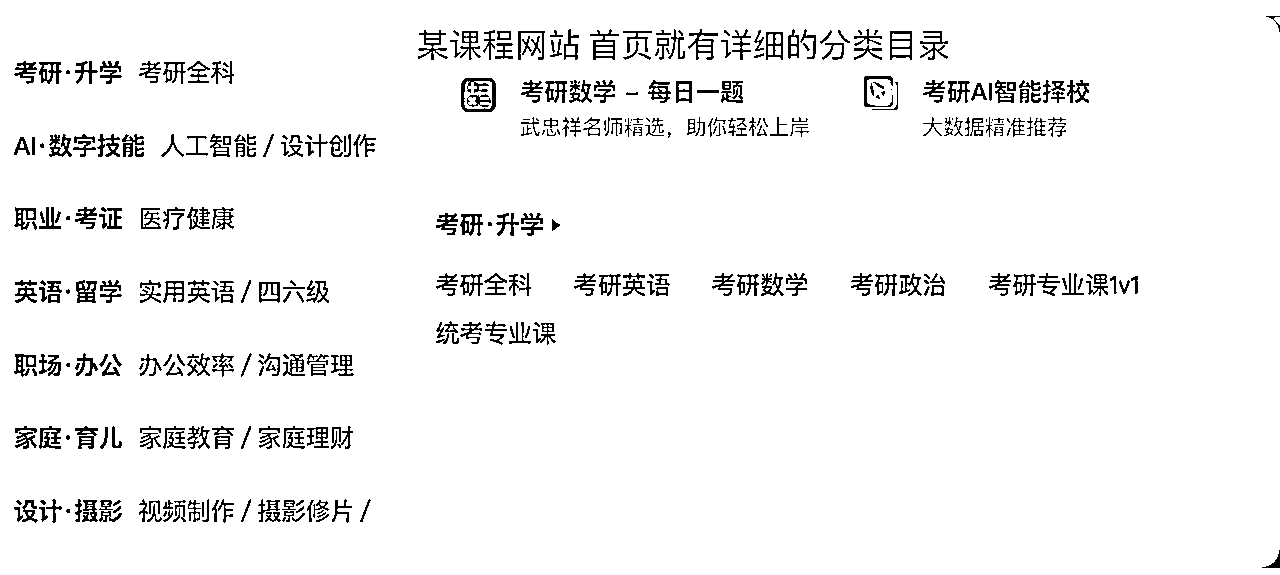 某课程网站 首页就有详细的分类目录
考研·升学 考研全科
AI·数字技能 人工智能 / 设计创作
职业·考证 医疗健康
英语·留学 实用英语 / 四六级
职场·办公 办公效率 / 沟通管理
家庭·育儿 家庭教育 / 家庭理财
设计·摄影 视频制作 / 摄影修片 /
考研数学 – 每日一题
武忠祥名师精选，助你轻松上岸
考研AI智能择校
大数据精准推荐
考研·升学
考研全科 考研英语 考研数学 考研政治 考研专业课1v1
统考专业课